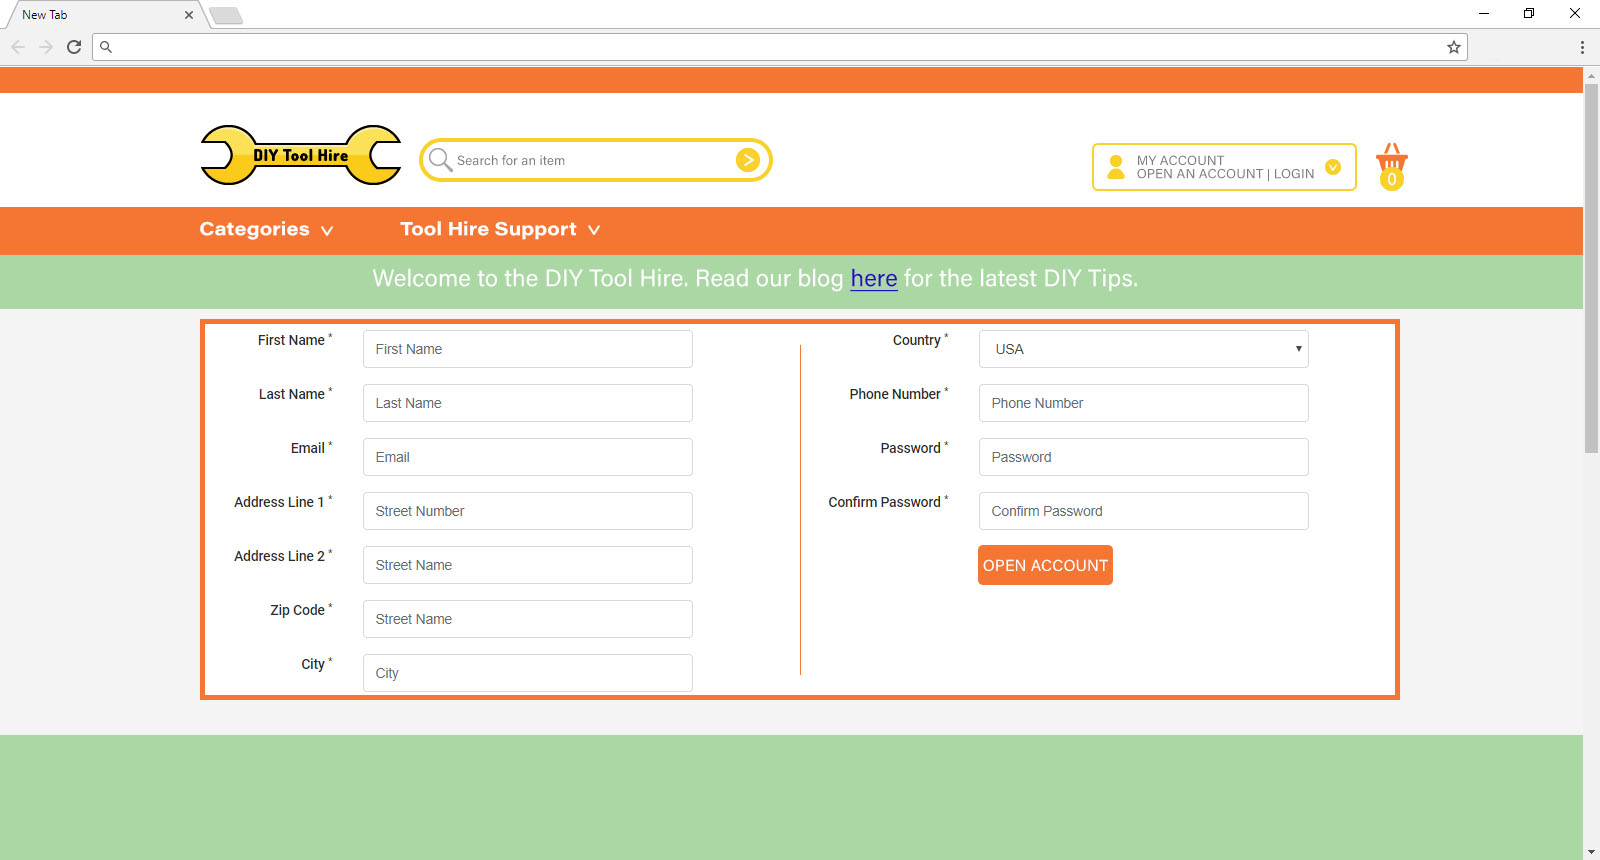 New Tab
DIY Tool Hire
Search for an item
MY ACCOUNT
OPEN AN ACCOUNT | LOGIN
0
Categories
Tool Hire Support
Welcome to the DIY Tool Hire. Read our blog here for the latest DIY Tips.
First Name *
First Name
Last Name *
Last Name
Email *
Email
Address Line 1 *
Street Number
Address Line 2 *
Street Name
Zip Code *
Street Name
City *
City
Country *
USA
Phone Number *
Phone Number
Password *
Password
Confirm Password *
Confirm Password
OPEN ACCOUNT